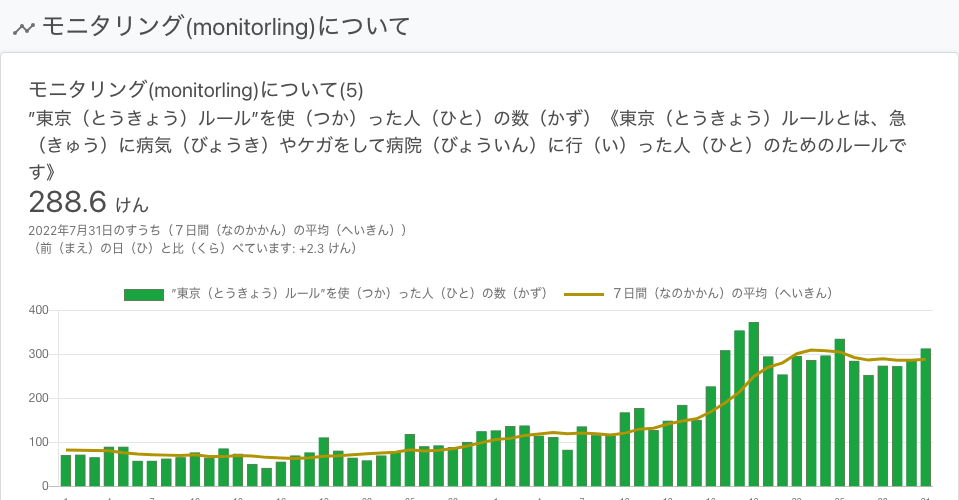 モニタリング(monitorling)について
モニタリング(monitorling)について(5)
”東京（とうきょう）ルール”を使（つか）った人（ひと）の数（かず）《東京（とうきょう）ルールとは、急
（きゅう）に病気（びょうき）やケガをして病院（びょういん）に行（い）った人（ひと）のためのルールで
す》
288.6 けん
2022年7月31日のすうち（７日間（なのかかん）の平均（へいきん））
（前（まえ）の日（ひ）と比（くら）べています: +2.3 けん）
”東京（とうきょう）ルール”を使（つか）った人（ひと）の数（かず） ７日間（なのかかん）の平均（へいきん）
400
300
200
100
0